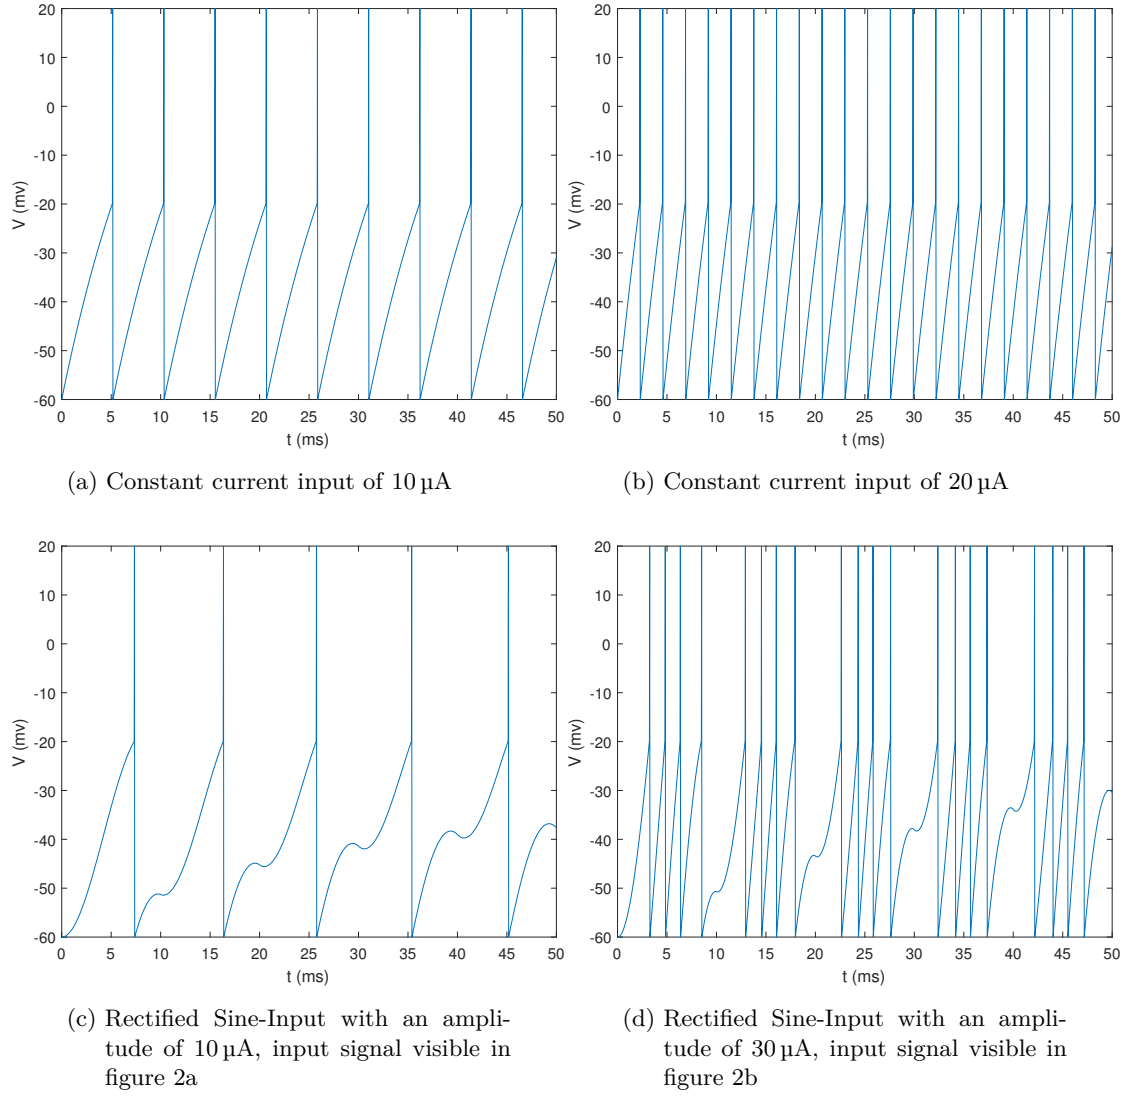 20
10
0
-10
-20
-30
-40
-50
-60
V (mv)
0 5 10 15 20 25 30 35 40 45 50
t (ms)
(a) Constant current input of 10 µA
20
10
0
-10
-20
-30
-40
-50
-60
V (mv)
0 5 10 15 20 25 30 35 40 45 50
t (ms)
(b) Constant current input of 20 µA
20
10
0
-10
-20
-30
-40
-50
-60
V (mv)
0 5 10 15 20 25 30 35 40 45 50
t (ms)
(c) Rectified Sine-Input with an ampli-
tude of 10 µA, input signal visible in
figure 2a
20
10
0
-10
-20
-30
-40
-50
-60
V (mv)
0 5 10 15 20 25 30 35 40 45 50
t (ms)
(d) Rectified Sine-Input with an ampli-
tude of 30 µA, input signal visible in
figure 2b